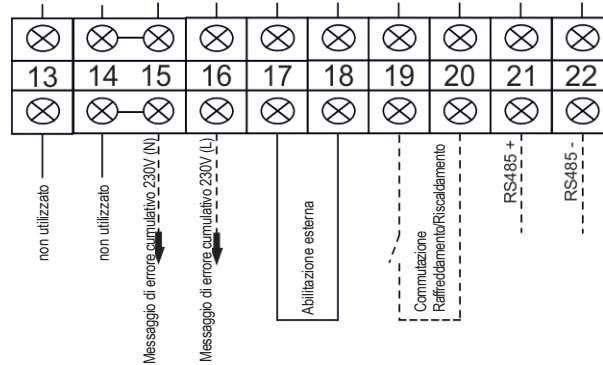 13 14 15 16 17 18 19 20 21 22
non utilizzato
non utilizzato
Messaggio di errore cumulativo 230V (N)
Messaggio di errore cumulativo 230V (L)
Abilitazione esterna
Commutazione
Raffreddamento/Riscaldamento
RS485 +
RS485 -